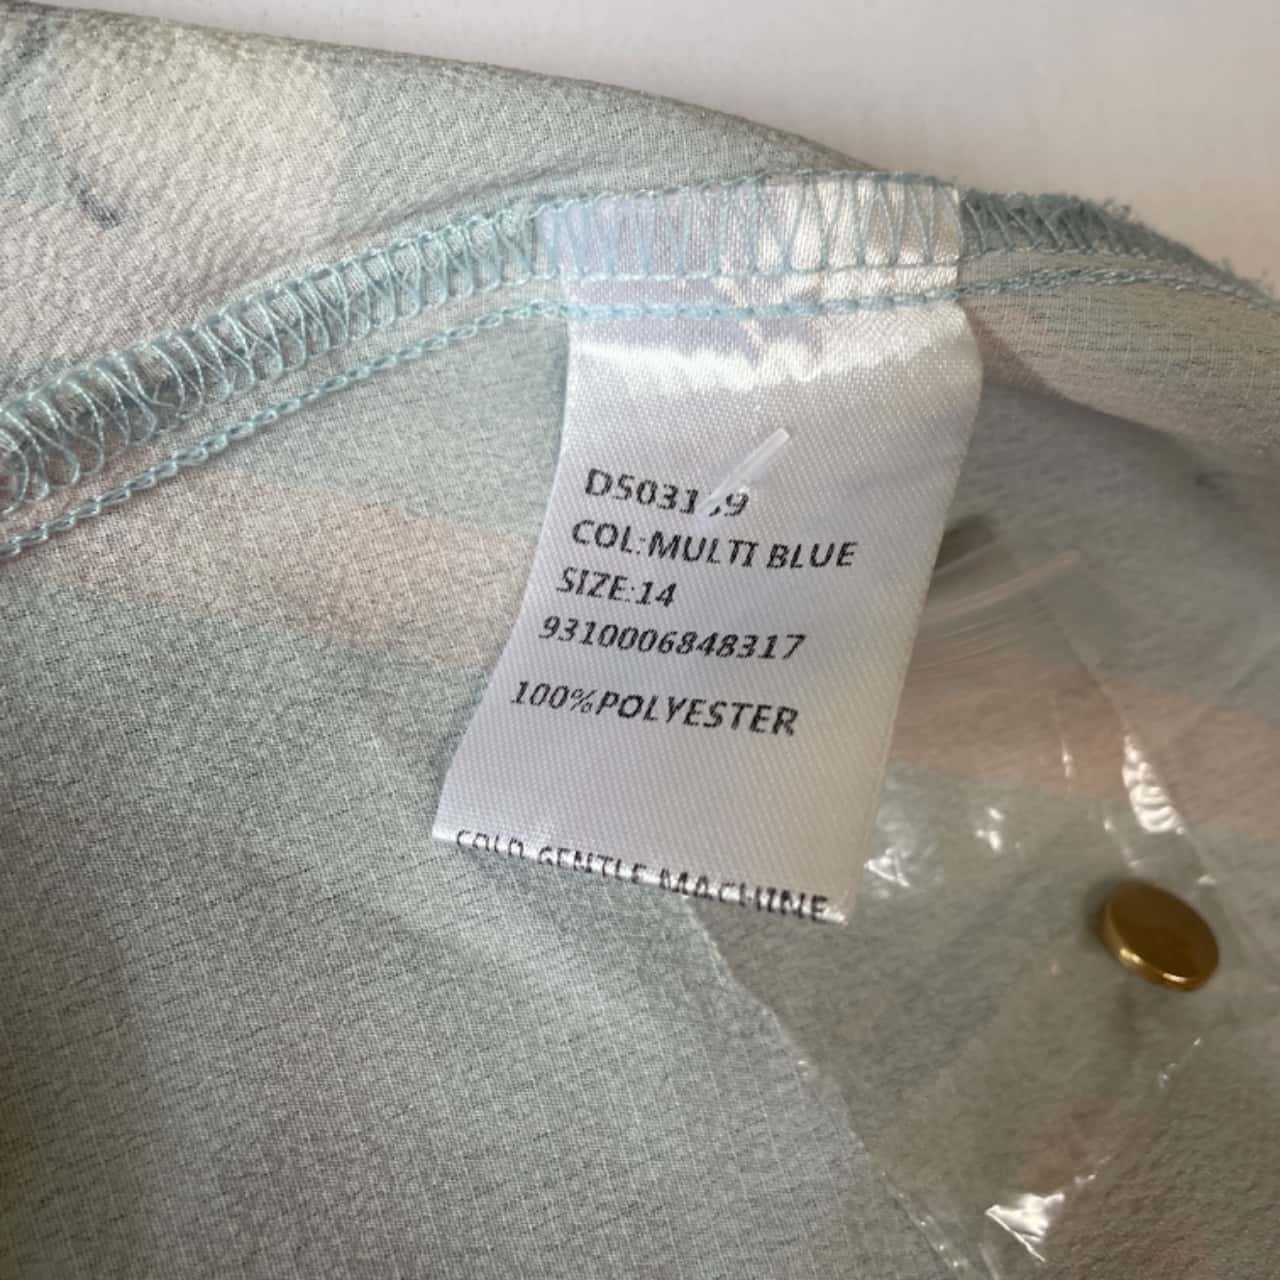 COL:MULTI BLUE
SIZE:14
9310006848317
100%POLYESTER
COLD GENTLE MACHINE